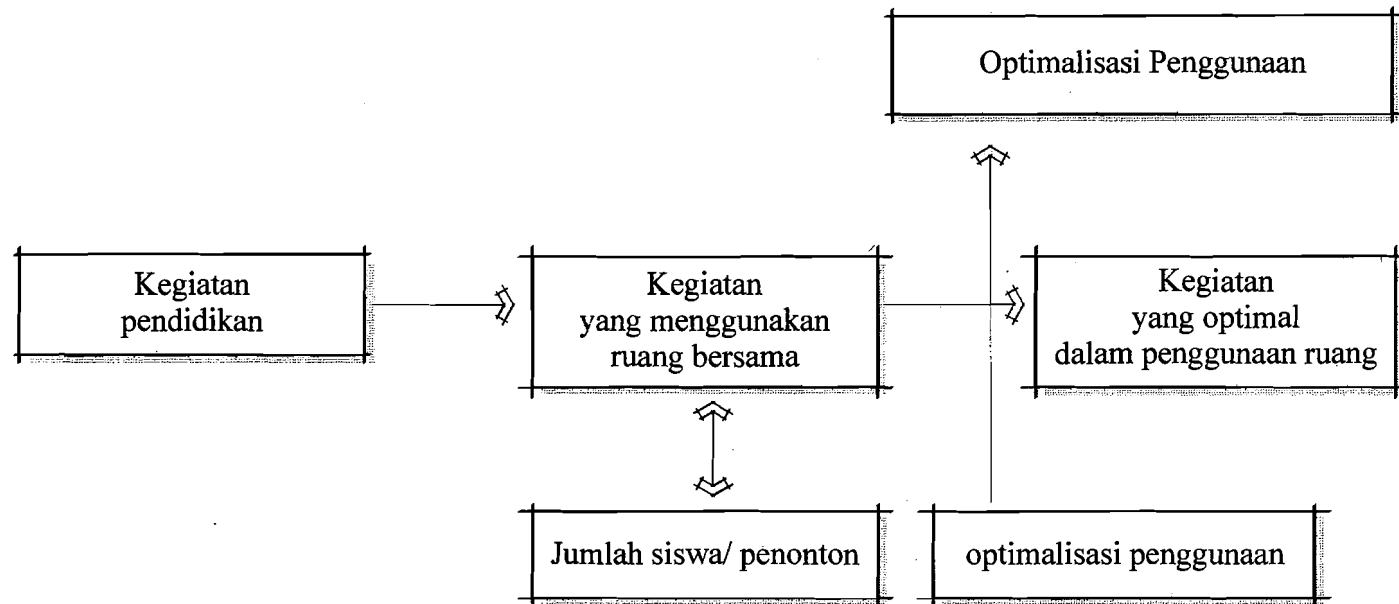 Optimalisasi Penggunaan
Kegiatan
pendidikan
Kegiatan
yang menggunakan
ruang bersama
Kegiatan
yang optimal
dalam penggunaan ruang
Jumlah siswa/ penonton
optimalisasi penggunaan